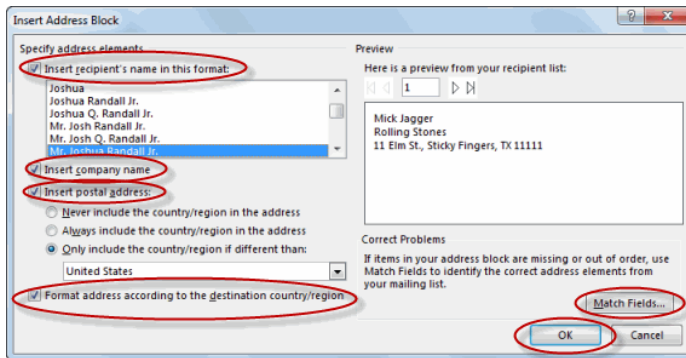 Insert Address Block
Specify address elements
Insert recipient's name in this format:
Joshua
Joshua Randall Jr.
Joshua Q. Randall Jr.
Mr. Josh Randall Jr.
Mr. Josh Q. Randall Jr.
Mr. Joshua Randall Jr.
Insert company name
Insert postal address:
Never include the country/region in the address
Always include the country/region in the address
Only include the country/region if different than:
United States
Format address according to the destination country/region
Preview
Here is a preview from your recipient list:
1
Mick Jagger
Rolling Stones
11 Elm St., Sticky Fingers, TX 11111
Correct Problems
If items in your address block are missing or out of order, use
Match Fields to identify the correct address elements from
your mailing list.
Match Fields...
OK
Cancel